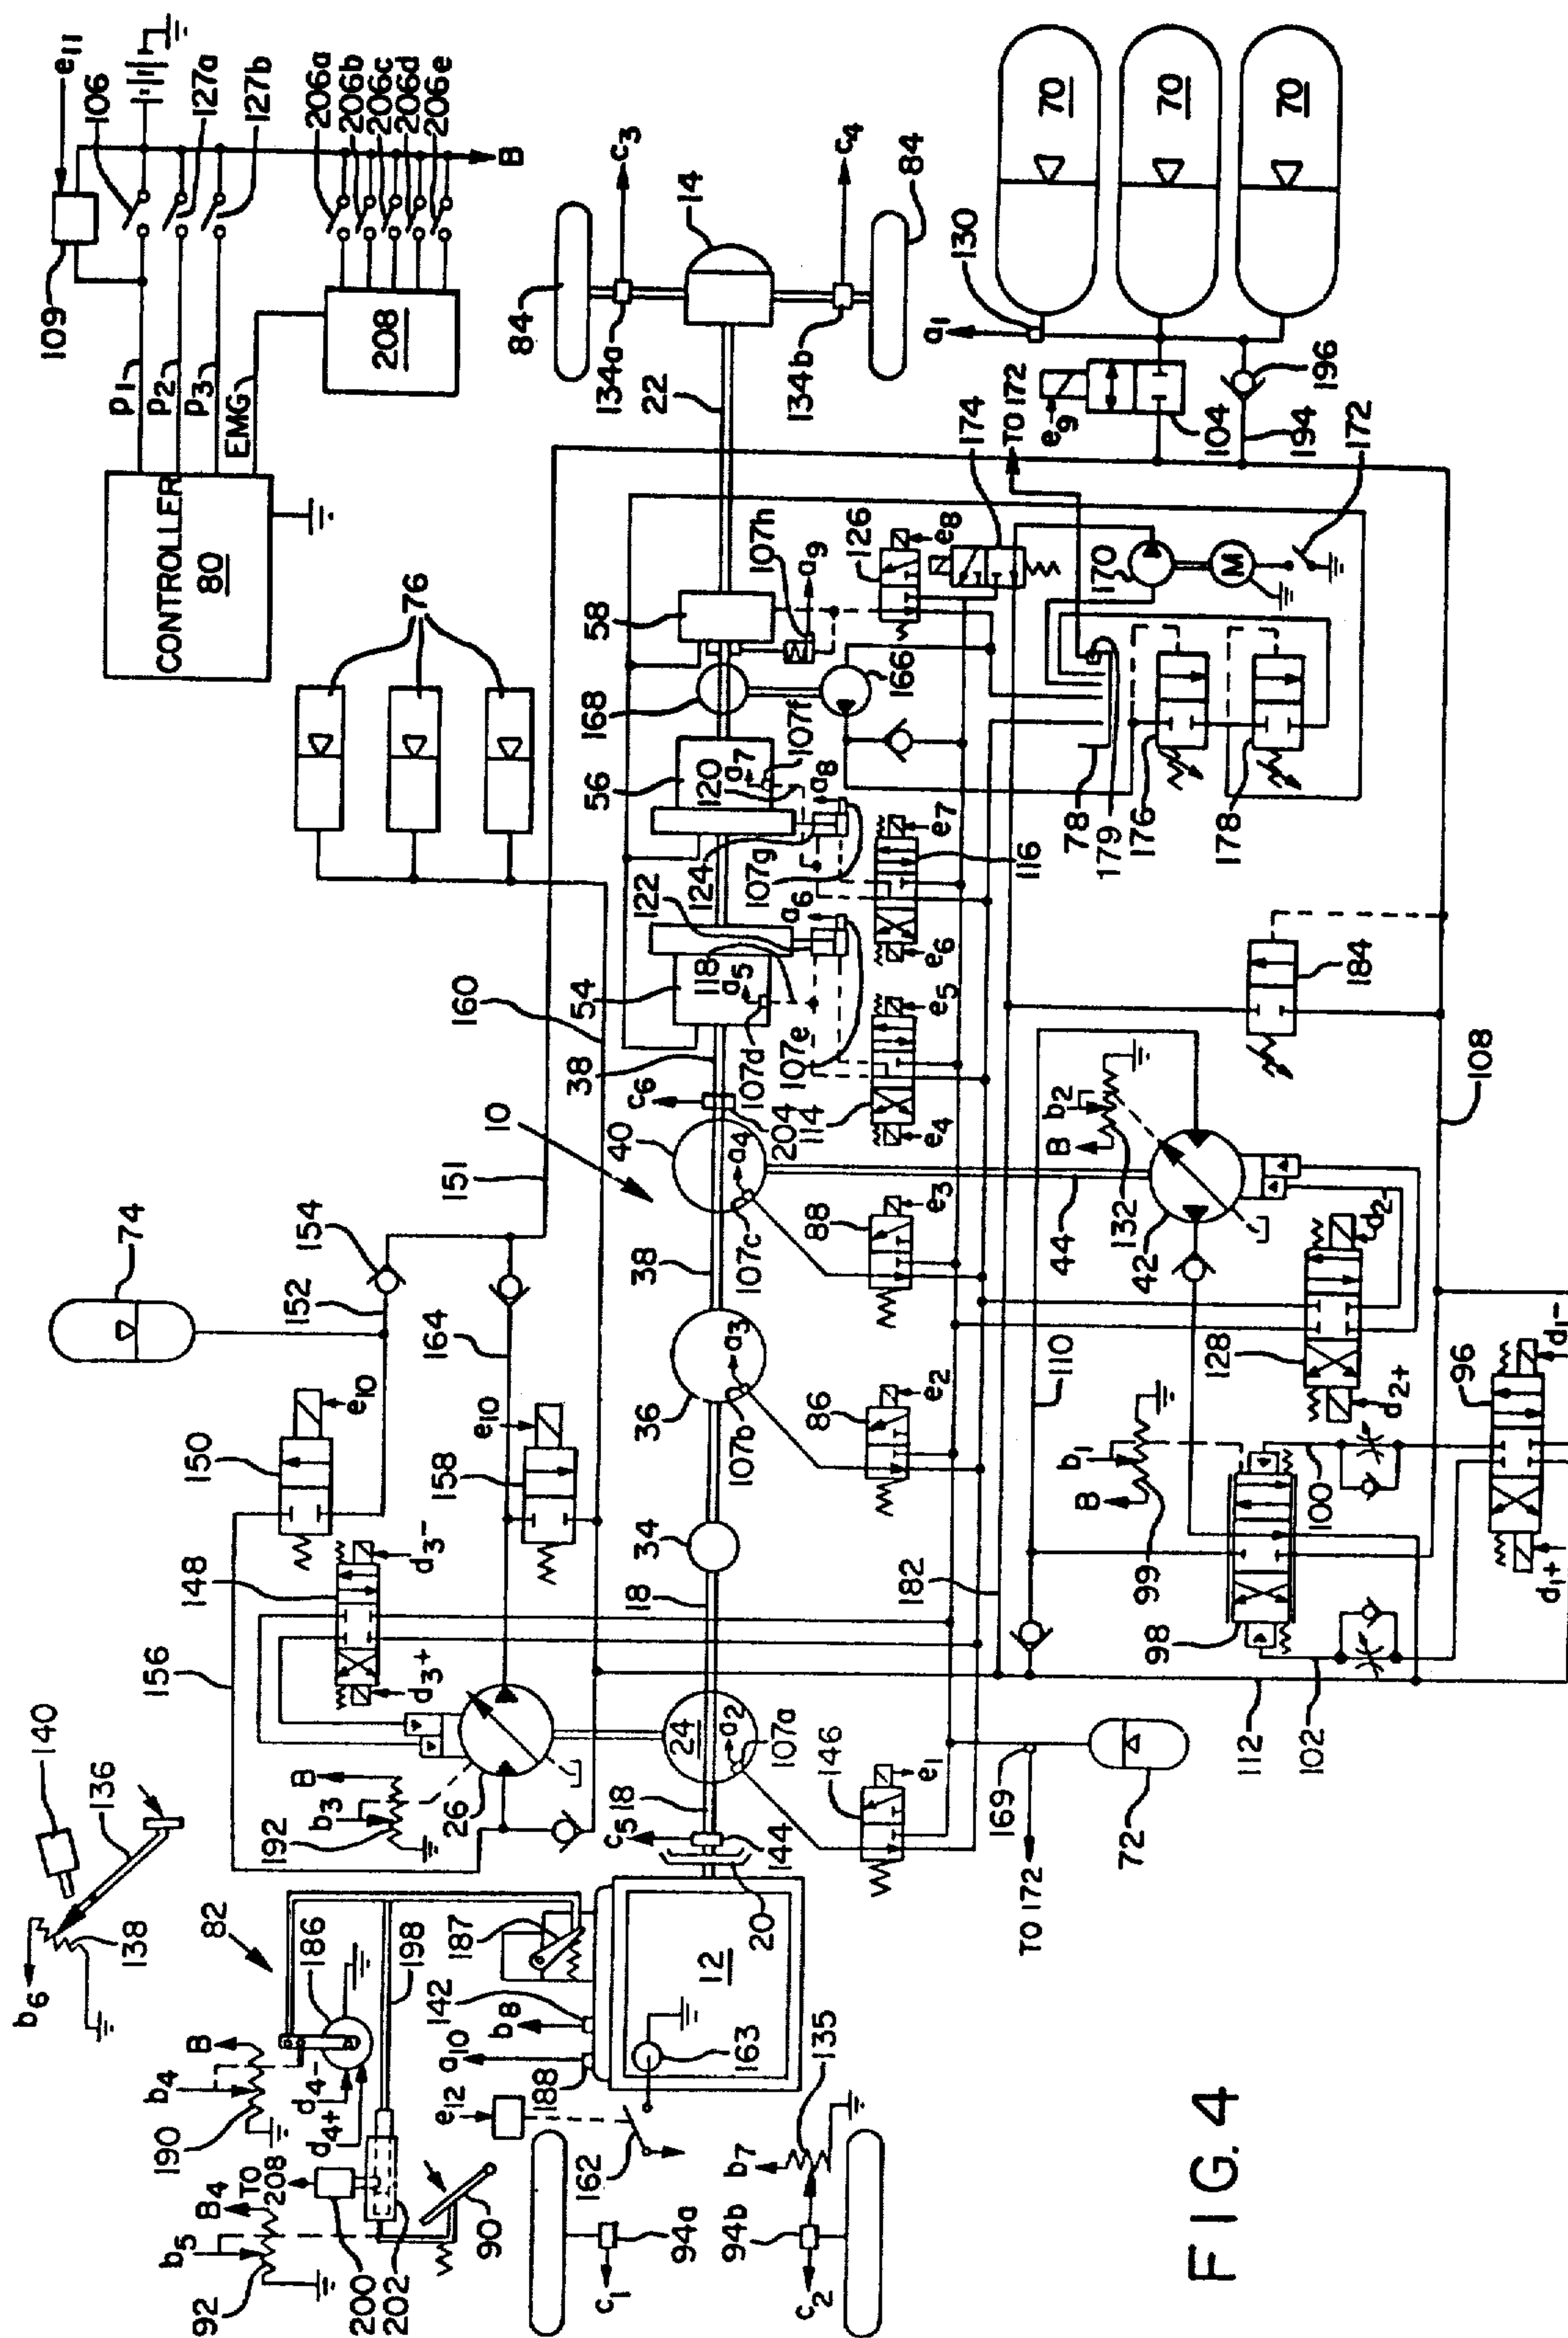 e11
109
106
127a
127b
206a
206b
206c
206d
206e
B
P1
P2
P3
EMG
208
CONTROLLER
80
76
84
134a
c3
14
c4
134b
84
22
a1
130
70
70
70
e9
104
194
196
172
TO 172
174
e8
126
107h
a9
58
168
166
170
M
56
a7
107f
120
a8
124
107g
122
118
a6
a5
54
107d
107e
e7
116
e6
e5
114
e4
78
179
176
178
184
108
160
151
38
c6
10
40
204
a4
107c
38
36
a3
107b
88
e3
86
e2
110
44
42
132
b2
B
128
d2-
d2+
96
d1-
d1+
b1
B
99
100
98
102
112
182
74
154
152
164
150
e10
e10
158
148
d3-
d3+
156
B
b3
192
26
34
18
24
a2
107a
18
c5
144
20
146
e1
169
TO 172
72
140
136
138
b6
82
186
187
198
142
b8
a10
188
12
163
e12
162
135
b7
B
b4
190
d4-
d4+
B4
TO
208
b5
92
200
202
90
94a
c1
94b
c2
FIG. 4